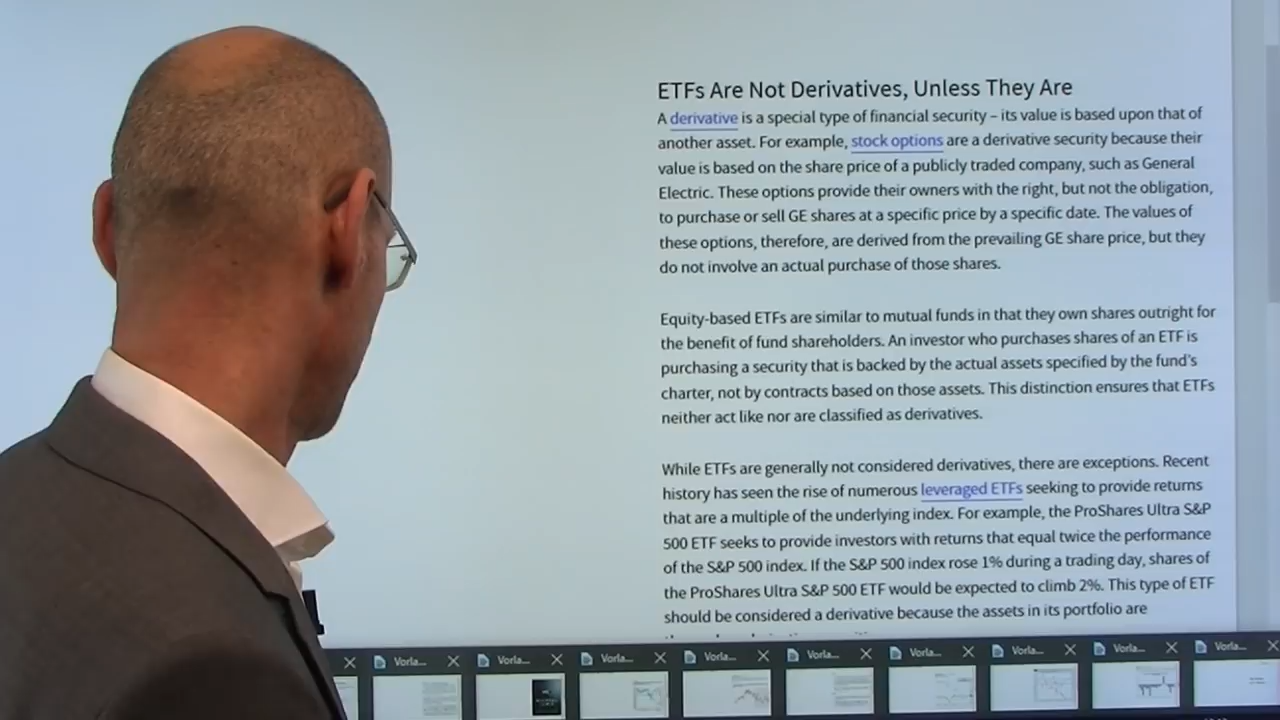 ETFs Are Not Derivatives, Unless They Are
A derivative is a special type of financial security – its value is based upon that of
another asset. For example, stock options are a derivative security because their
value is based on the share price of a publicly traded company, such as General
Electric. These options provide their owners with the right, but not the obligation,
to purchase or sell GE shares at a specific price by a specific date. The values of
these options, therefore, are derived from the prevailing GE share price, but they
do not involve an actual purchase of those shares.
Equity-based ETFs are similar to mutual funds in that they own shares outright for
the benefit of fund shareholders. An investor who purchases shares of an ETF is
purchasing a security that is backed by the actual assets specified by the fund's
charter, not by contracts based on those assets. This distinction ensures that ETFs
neither act like nor are classified as derivatives.
While ETFs are generally not considered derivatives, there are exceptions. Recent
history has seen the rise of numerous leveraged ETFs seeking to provide returns
that are a multiple of the underlying index. For example, the ProShares Ultra S&P
500 ETF seeks to provide investors with returns that equal twice the performance
of the S&P 500 index. If the S&P 500 index rose 1% during a trading day, shares of
the ProShares Ultra S&P 500 ETF would be expected to climb 2%. This type of ETF
should be considered a derivative because the assets in its portfolio are
Vorla... Vorla... Vorla... Vorla... Vorla... Vorla... Vorla... Vorla... Vorla...